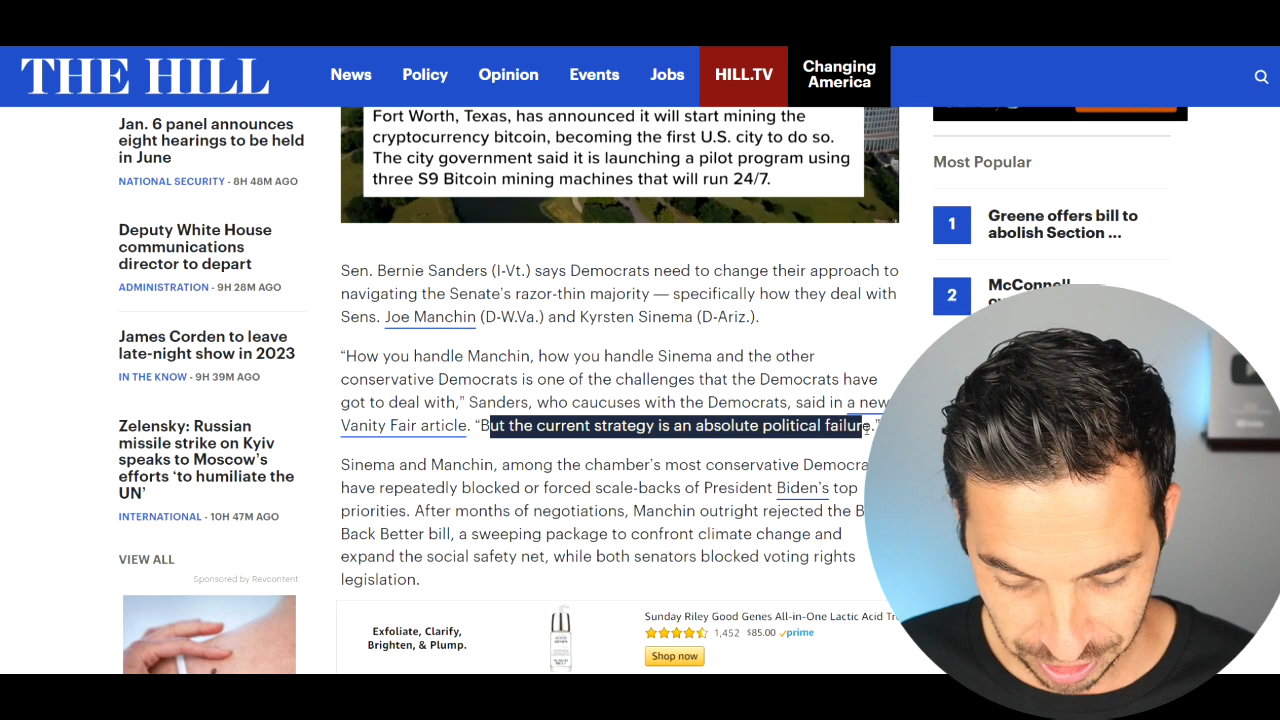 THE HILL
News
Policy
Opinion
Events
Jobs
HILL.TV
Changing
America
Jan. 6 panel announces
eight hearings to be held
in June
NATIONAL SECURITY - 8H 48M AGO
Deputy White House
communications
director to depart
ADMINISTRATION - 9H 28M AGO
James Corden to leave
late-night show in 2023
IN THE KNOW - 9H 39M AGO
Zelensky: Russian
missile strike on Kyiv
speaks to Moscow's
efforts 'to humiliate the
UN'
INTERNATIONAL - 10H 47M AGO
VIEW ALL
Sponsored by Revcontent
Fort Worth, Texas, has announced it will start mining the
cryptocurrency bitcoin, becoming the first U.S. city to do so.
The city government said it is launching a pilot program using
three S9 Bitcoin mining machines that will run 24/7.
Sen. Bernie Sanders (I-Vt.) says Democrats need to change their approach to
navigating the Senate's razor-thin majority — specifically how they deal with
Sens. Joe Manchin (D-W.Va.) and Kyrsten Sinema (D-Ariz.).
“How you handle Manchin, how you handle Sinema and the other
conservative Democrats is one of the challenges that the Democrats have
got to deal with,” Sanders, who caucuses with the Democrats, said in a new
Vanity Fair article. “But the current strategy is an absolute political failure.”
Sinema and Manchin, among the chamber's most conservative
have repeatedly blocked or forced scale-backs of President Biden's top
priorities. After months of negotiations, Manchin outright rejected the
Back Better bill, a sweeping package to confront climate change and
expand the social safety net, while both senators blocked voting rights
legislation.
Exfoliate, Clarify,
Brighten, & Plump.
Sunday Riley Good Genes All-in-One Lactic Acid
1,452 $85.00 prime
Shop now
Most Popular
1
Greene offers bill to
abolish Section ...
2
McConnell